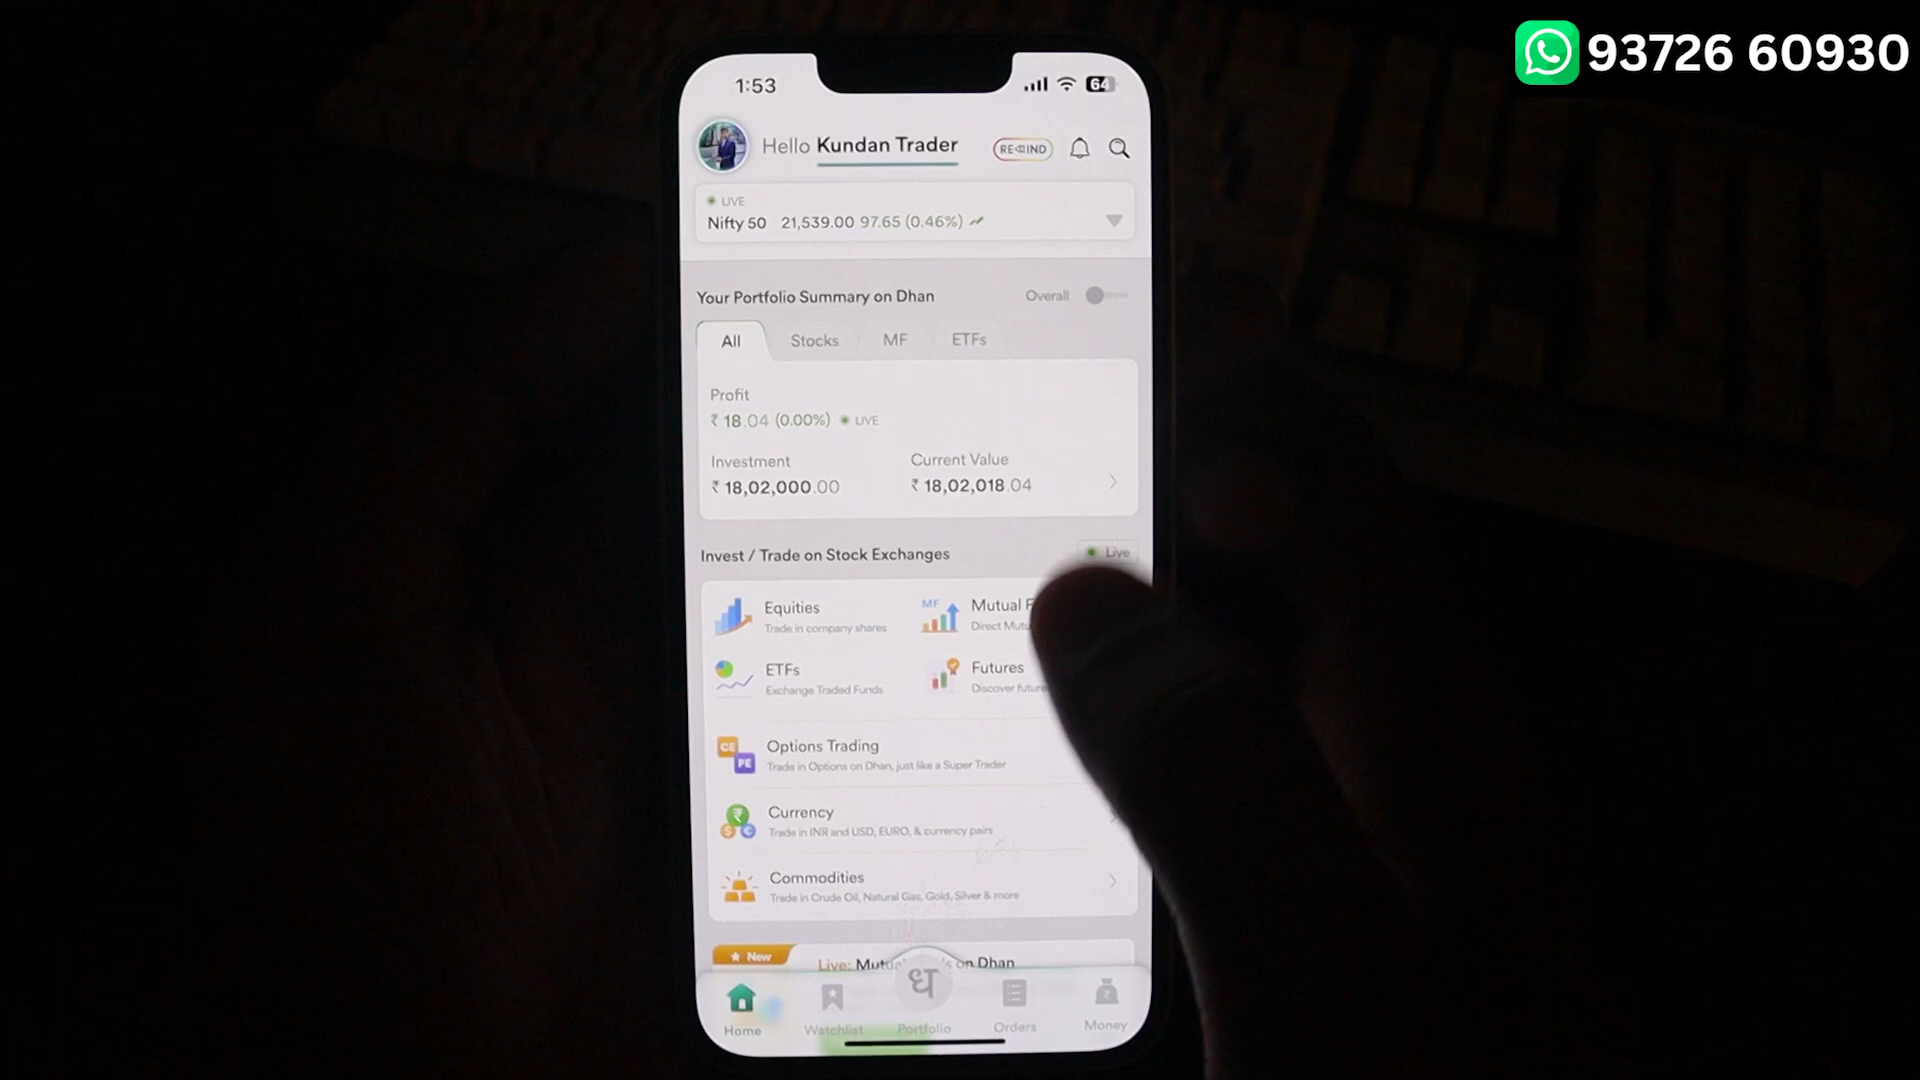 93726 60930
1:53
64
Hello Kundan Trader
RE◁IND
LIVE
Nifty 50 21,539.00 97.65 (0.46%)
Your Portfolio Summary on Dhan
Overall
All
Stocks
MF
ETFs
Profit
₹ 18.04 (0.00%)
LIVE
Investment
Current Value
₹ 18,02,000.00
₹ 18,02,018.04
Invest / Trade on Stock Exchanges
Live
Equities
Trade in company shares
MF
Mutual
Direct
ETFs
Exchange Traded Funds
Futures
Discover
CE
PE
Options Trading
Trade in Options on Dhan, just like a Super Trader
Currency
Trade in INR and USD, EURO, & currency pairs
Commodities
Trade in Crude Oil, Natural Gas, Gold, Silver & more
New
Live:
on Dhan
ध
Home
Watchlist
Portfolio
Orders
Money